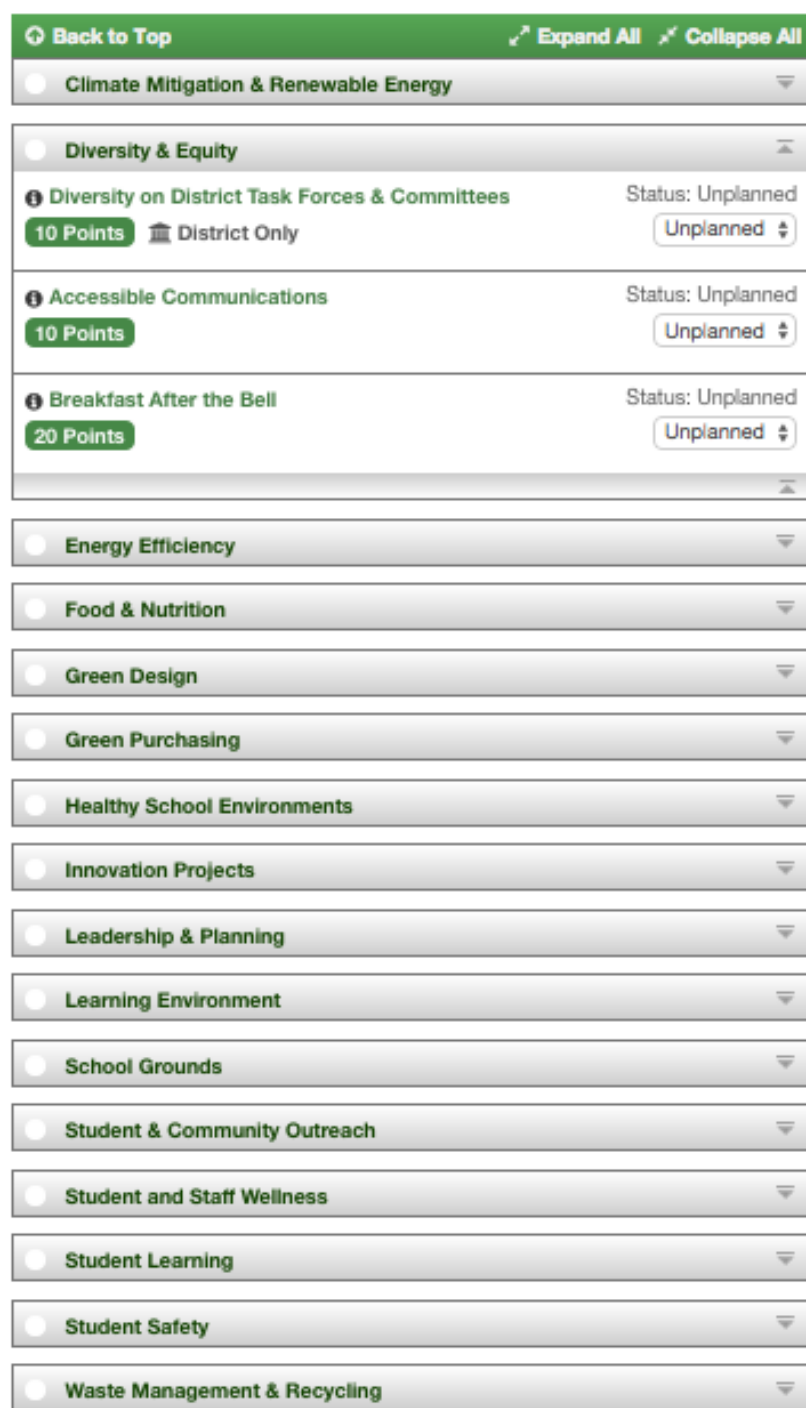 Back to Top Expand All Collapse All
Climate Mitigation & Renewable Energy
Diversity & Equity
Diversity on District Task Forces & Committees Status: Unplanned
10 Points District Only Unplanned
Accessible Communications Status: Unplanned
10 Points Unplanned
Breakfast After the Bell Status: Unplanned
20 Points Unplanned
Energy Efficiency
Food & Nutrition
Green Design
Green Purchasing
Healthy School Environments
Innovation Projects
Leadership & Planning
Learning Environment
School Grounds
Student & Community Outreach
Student and Staff Wellness
Student Learning
Student Safety
Waste Management & Recycling